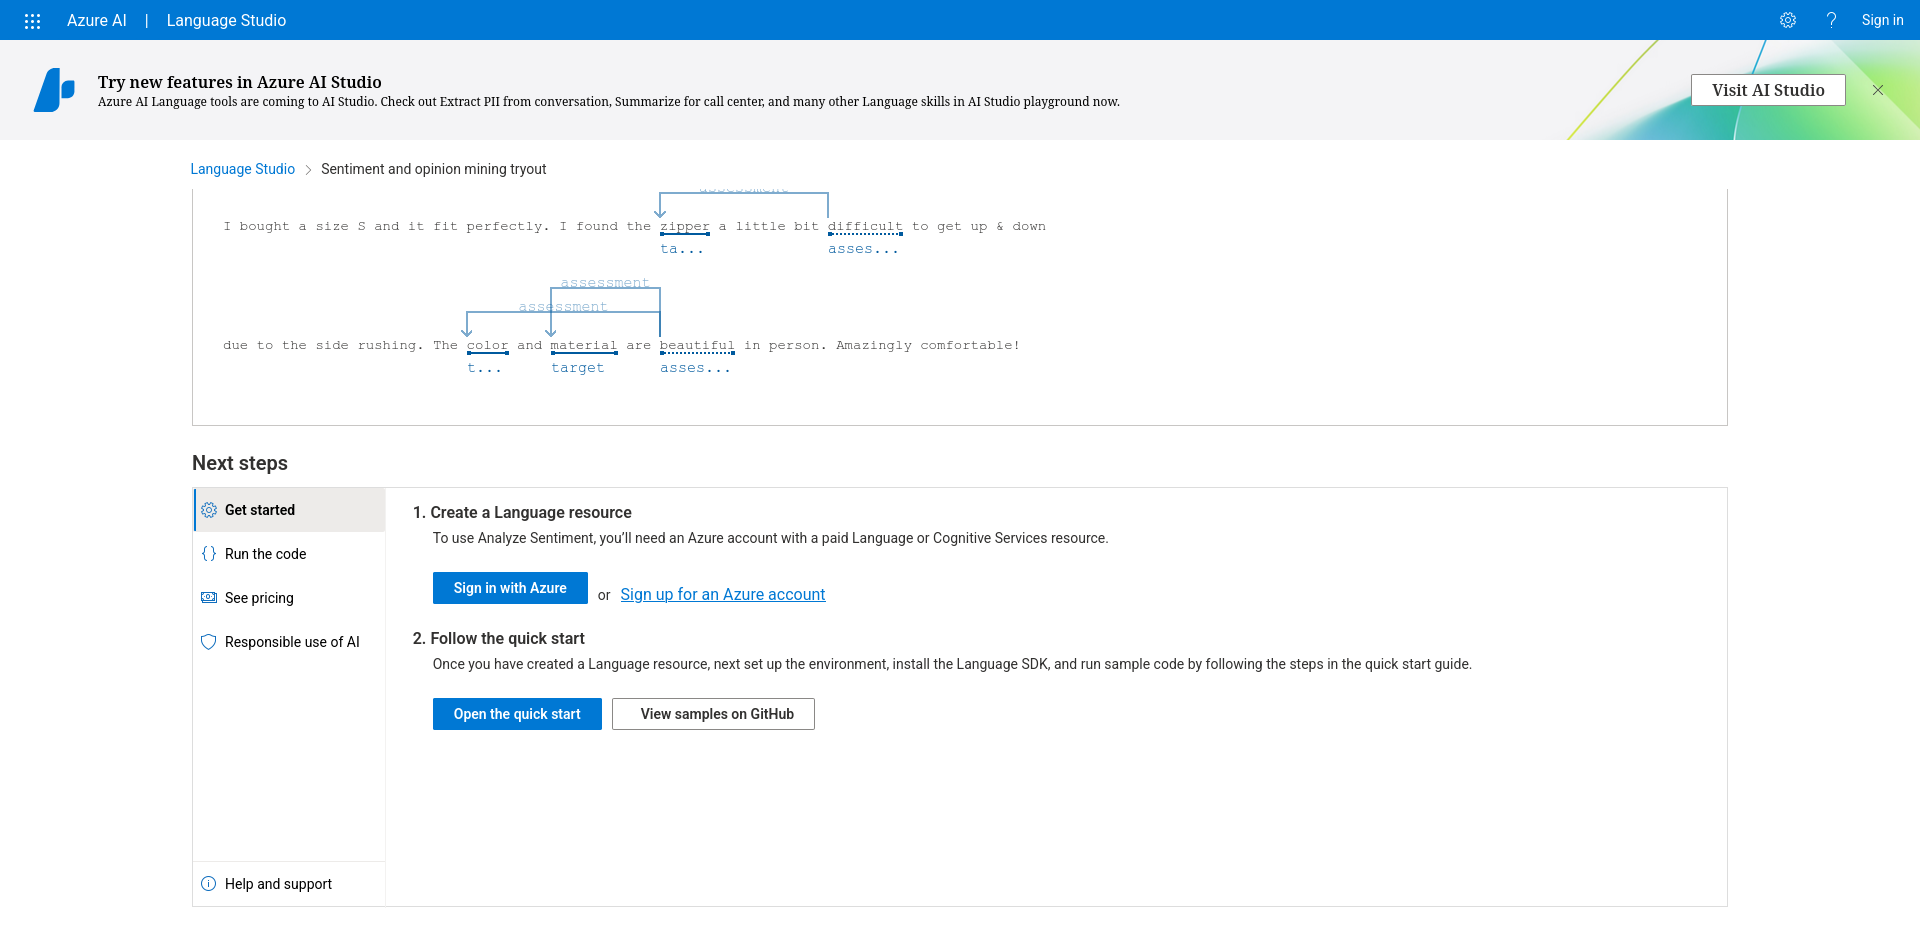 Azure AI | Language Studio
Sign in
Try new features in Azure AI Studio
Azure AI Language tools are coming to AI Studio. Check out Extract PII from conversation, Summarize for call center, and many other Language skills in AI Studio playground now.
Visit AI Studio
Language Studio > Sentiment and opinion mining tryout
assessment
I bought a size S and it fit perfectly. I found the zipper a little bit difficult to get up & down
ta... asses...
assessment
assessment
due to the side rushing. The color and material are beautiful in person. Amazingly comfortable!
t... target asses...
Next steps
Get started
Run the code
See pricing
Responsible use of AI
Help and support
1. Create a Language resource
To use Analyze Sentiment, you’ll need an Azure account with a paid Language or Cognitive Services resource.
Sign in with Azure or Sign up for an Azure account
2. Follow the quick start
Once you have created a Language resource, next set up the environment, install the Language SDK, and run sample code by following the steps in the quick start guide.
Open the quick start View samples on GitHub